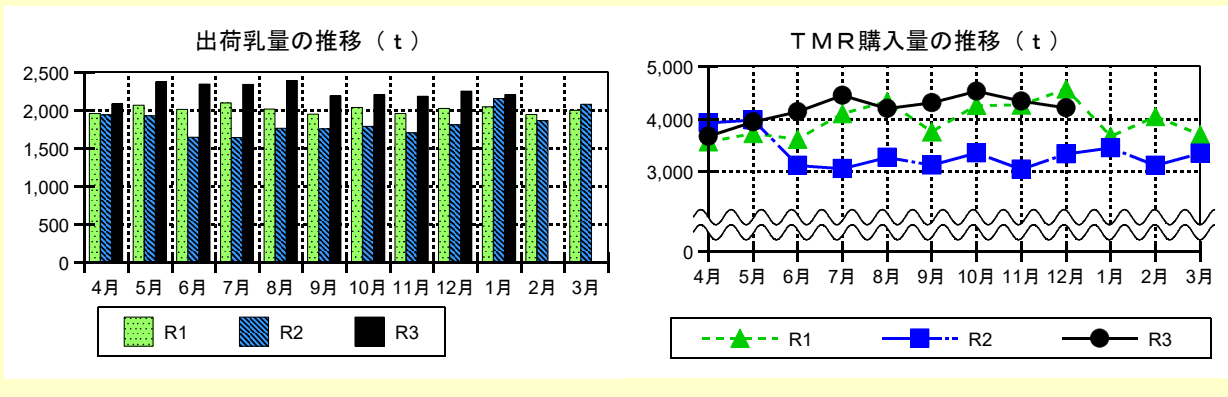 出荷乳量の推移（ｔ）
2,500
2,000
1,500
1,000
500
0
4月 5月 6月 7月 8月 9月 10月 11月 12月 1月 2月 3月
R1 R2 R3
ＴＭＲ購入量の推移（ｔ）
5,000
4,000
3,000
0
4月 5月 6月 7月 8月 9月 10月 11月 12月 1月 2月 3月
R1 R2 R3